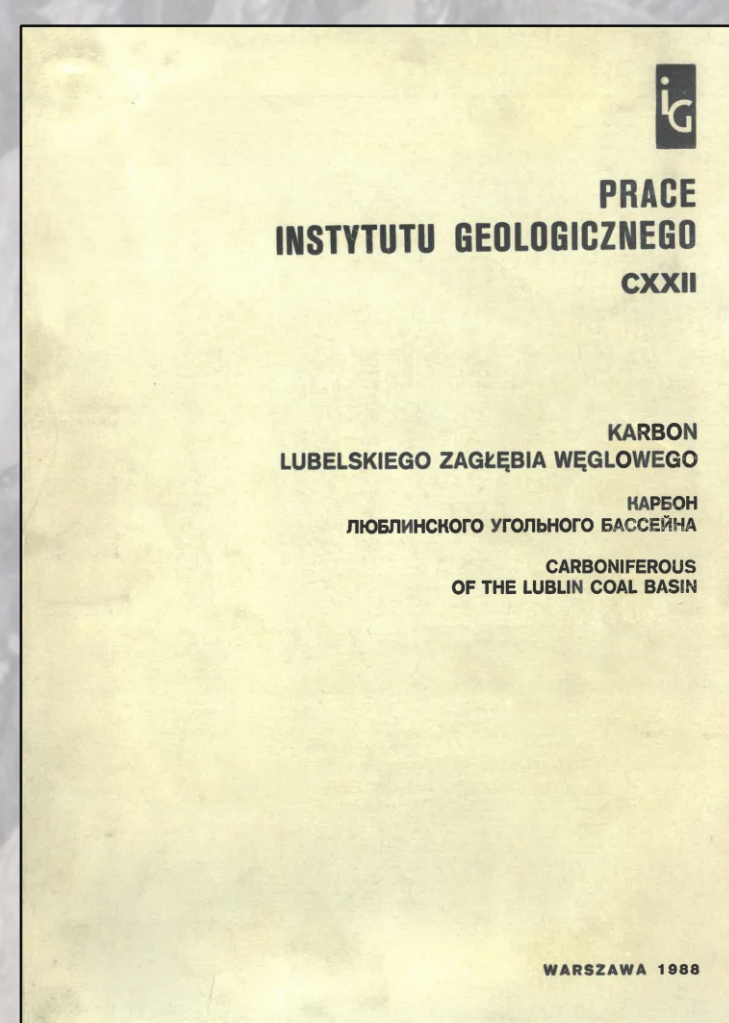 iG
PRACE
INSTYTUTU GEOLOGICZNEGO
CXXII
KARBON
LUBELSKIEGO ZAGŁĘBIA WĘGLOWEGO
КАРБОН
ЛЮБЛИНСКОГО УГОЛЬНОГО БАССЕЙНА
CARBONIFEROUS
OF THE LUBLIN COAL BASIN
WARSZAWA 1988